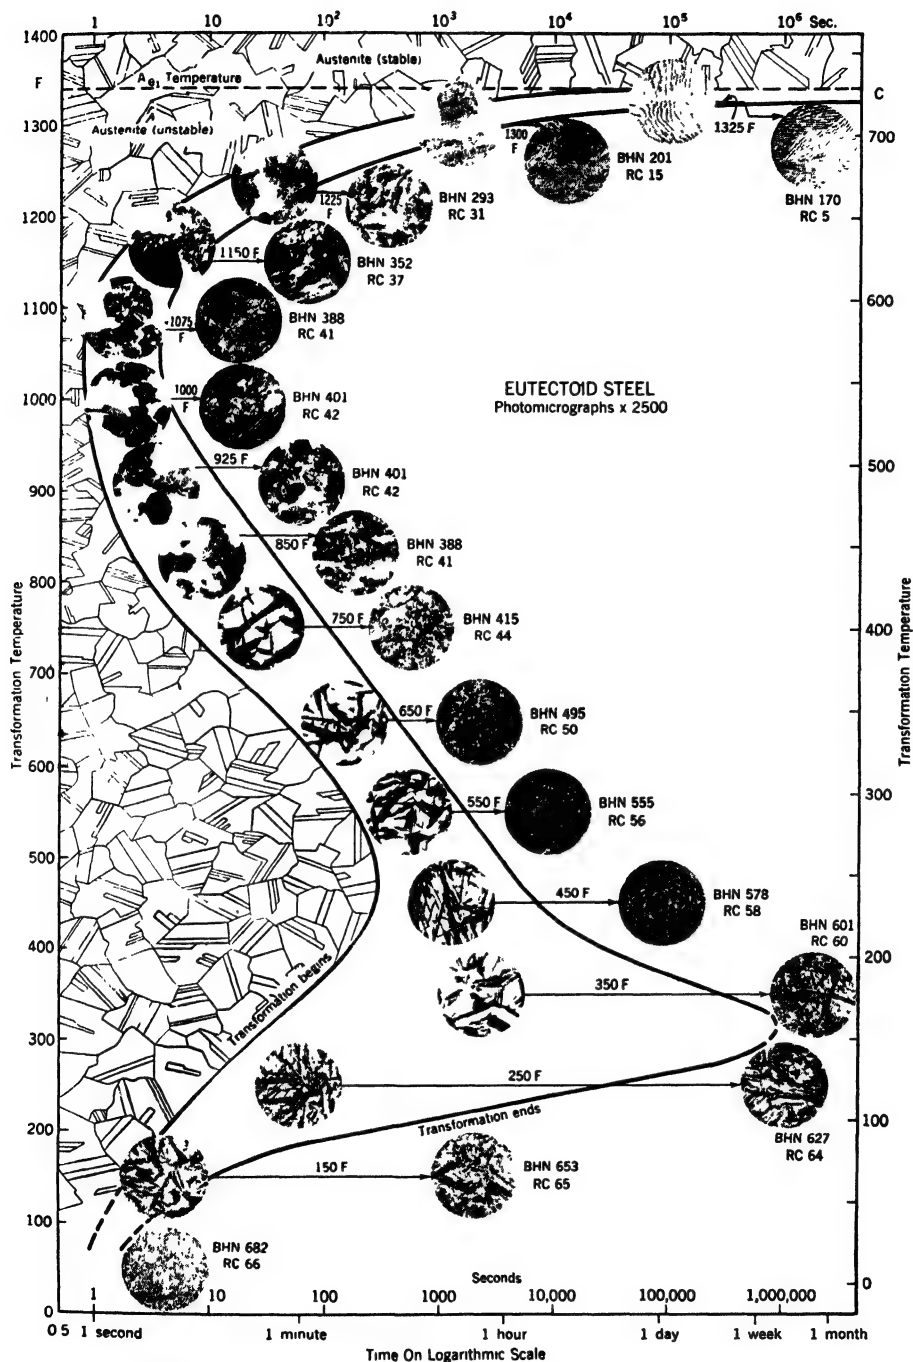 1 10 10² 10³ 10⁴ 10⁵ 10⁶ Sec.
1400
Austenite (stable)
F
Ae₁ Temperature
C
1300
Austenite (unstable)
1300
F
1325 F
700
BHN 201
RC 15
BHN 170
RC 5
1200
1225
F
BHN 293
RC 31
1150 F
BHN 352
RC 37
1100
600
1075
F
BHN 388
RC 41
1000
1000
F
BHN 401
RC 42
EUTECTOID STEEL
Photomicrographs x 2500
925 F
BHN 401
RC 42
500
900
850 F
BHN 388
RC 41
800
750 F
BHN 415
RC 44
400
700
Transformation Temperature
Transformation Temperature
650 F
BHN 495
RC 50
600
550 F
BHN 555
RC 56
300
500
450 F
BHN 578
RC 58
400
BHN 601
RC 60
200
Transformation begins
350 F
300
250 F
200
Transformation ends
BHN 627
RC 64
100
150 F
BHN 653
RC 65
100
BHN 682
RC 66
Seconds
0
0
1 10 100 1000 10,000 100,000 1,000,000
0 5 1 second 1 minute 1 hour 1 day 1 week 1 month
Time On Logarithmic Scale